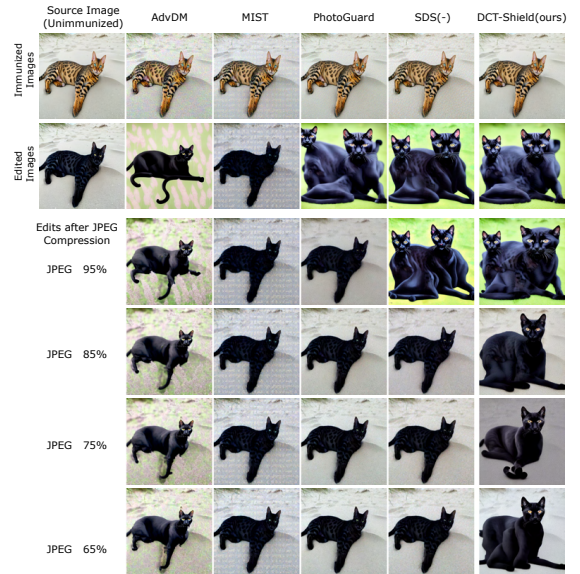 Source Image
(Unimmunized)
AdvDM
MIST
PhotoGuard
SDS(-)
DCT-Shield(ours)
Immunized
Images
Edited
Images
Edits after JPEG
Compression
JPEG 95%
JPEG 85%
JPEG 75%
JPEG 65%